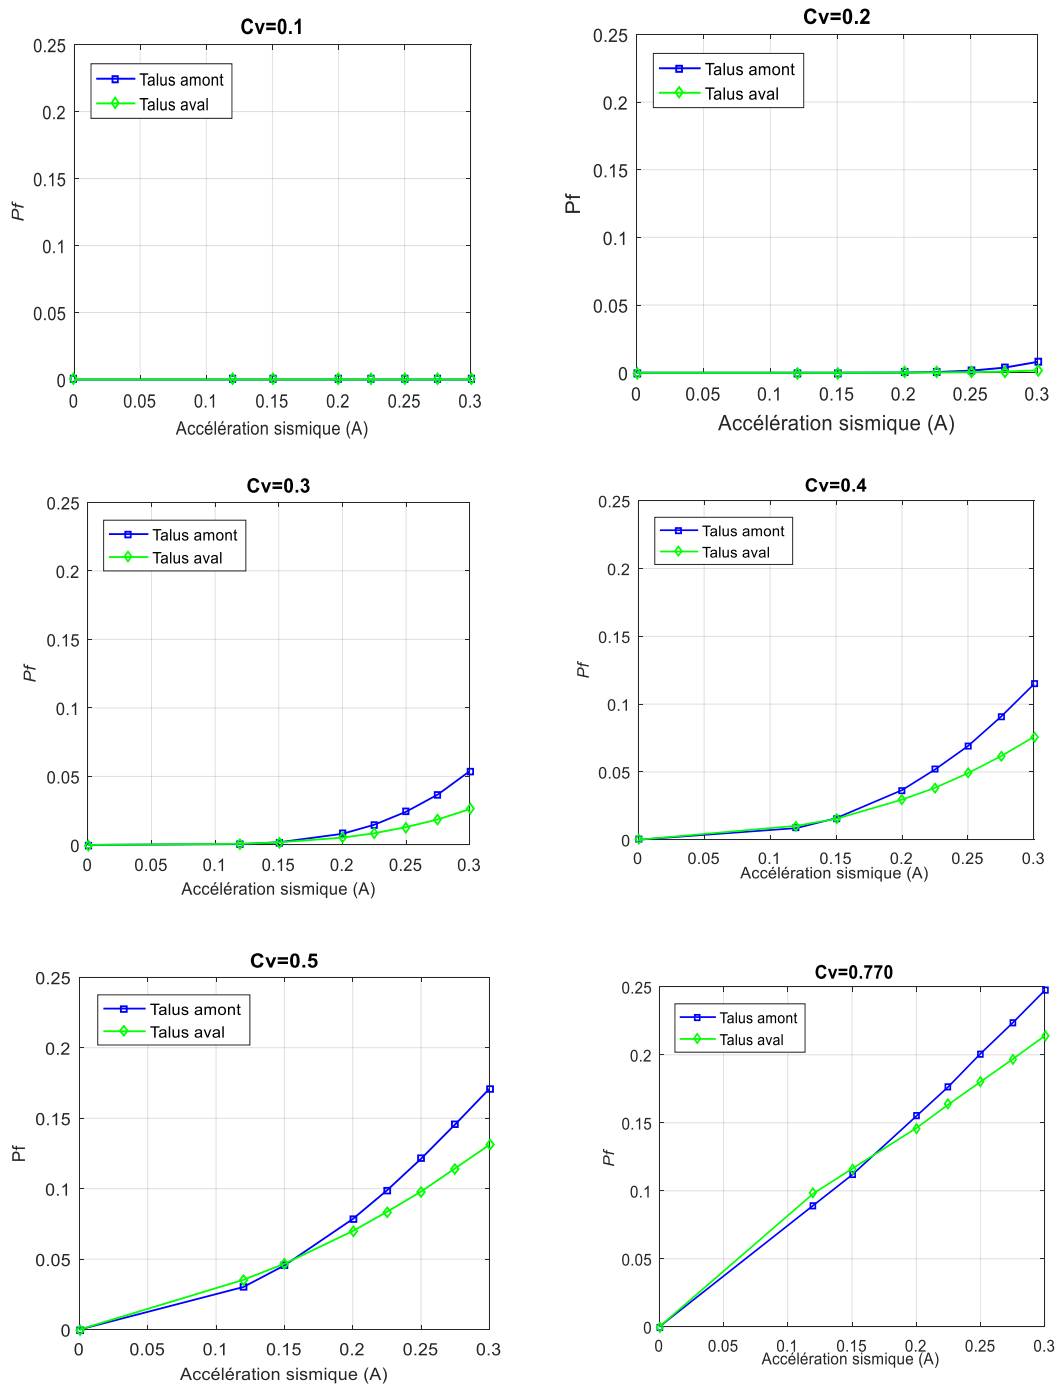 Cv=0.1
0.25
0.2
0.15
0.1
0.05
0
Pf
Talus amont
Talus aval
0 0.05 0.1 0.15 0.2 0.25 0.3
Accélération sismique (A)
Cv=0.2
0.25
0.2
0.15
0.1
0.05
0
Pf
Talus amont
Talus aval
0 0.05 0.1 0.15 0.2 0.25 0.3
Accélération sismique (A)
Cv=0.3
0.25
0.2
0.15
0.1
0.05
0
Pf
Talus amont
Talus aval
0 0.05 0.1 0.15 0.2 0.25 0.3
Accélération sismique (A)
Cv=0.4
0.25
0.2
0.15
0.1
0.05
0
Pf
Talus amont
Talus aval
0 0.05 0.1 0.15 0.2 0.25 0.3
Accélération sismique (A)
Cv=0.5
0.25
0.2
0.15
0.1
0.05
0
Pf
Talus amont
Talus aval
0 0.05 0.1 0.15 0.2 0.25 0.3
Accélération sismique (A)
Cv=0.770
0.25
0.2
0.15
0.1
0.05
0
Pf
Talus amont
Talus aval
0 0.05 0.1 0.15 0.2 0.25 0.3
Accélération sismique (A)